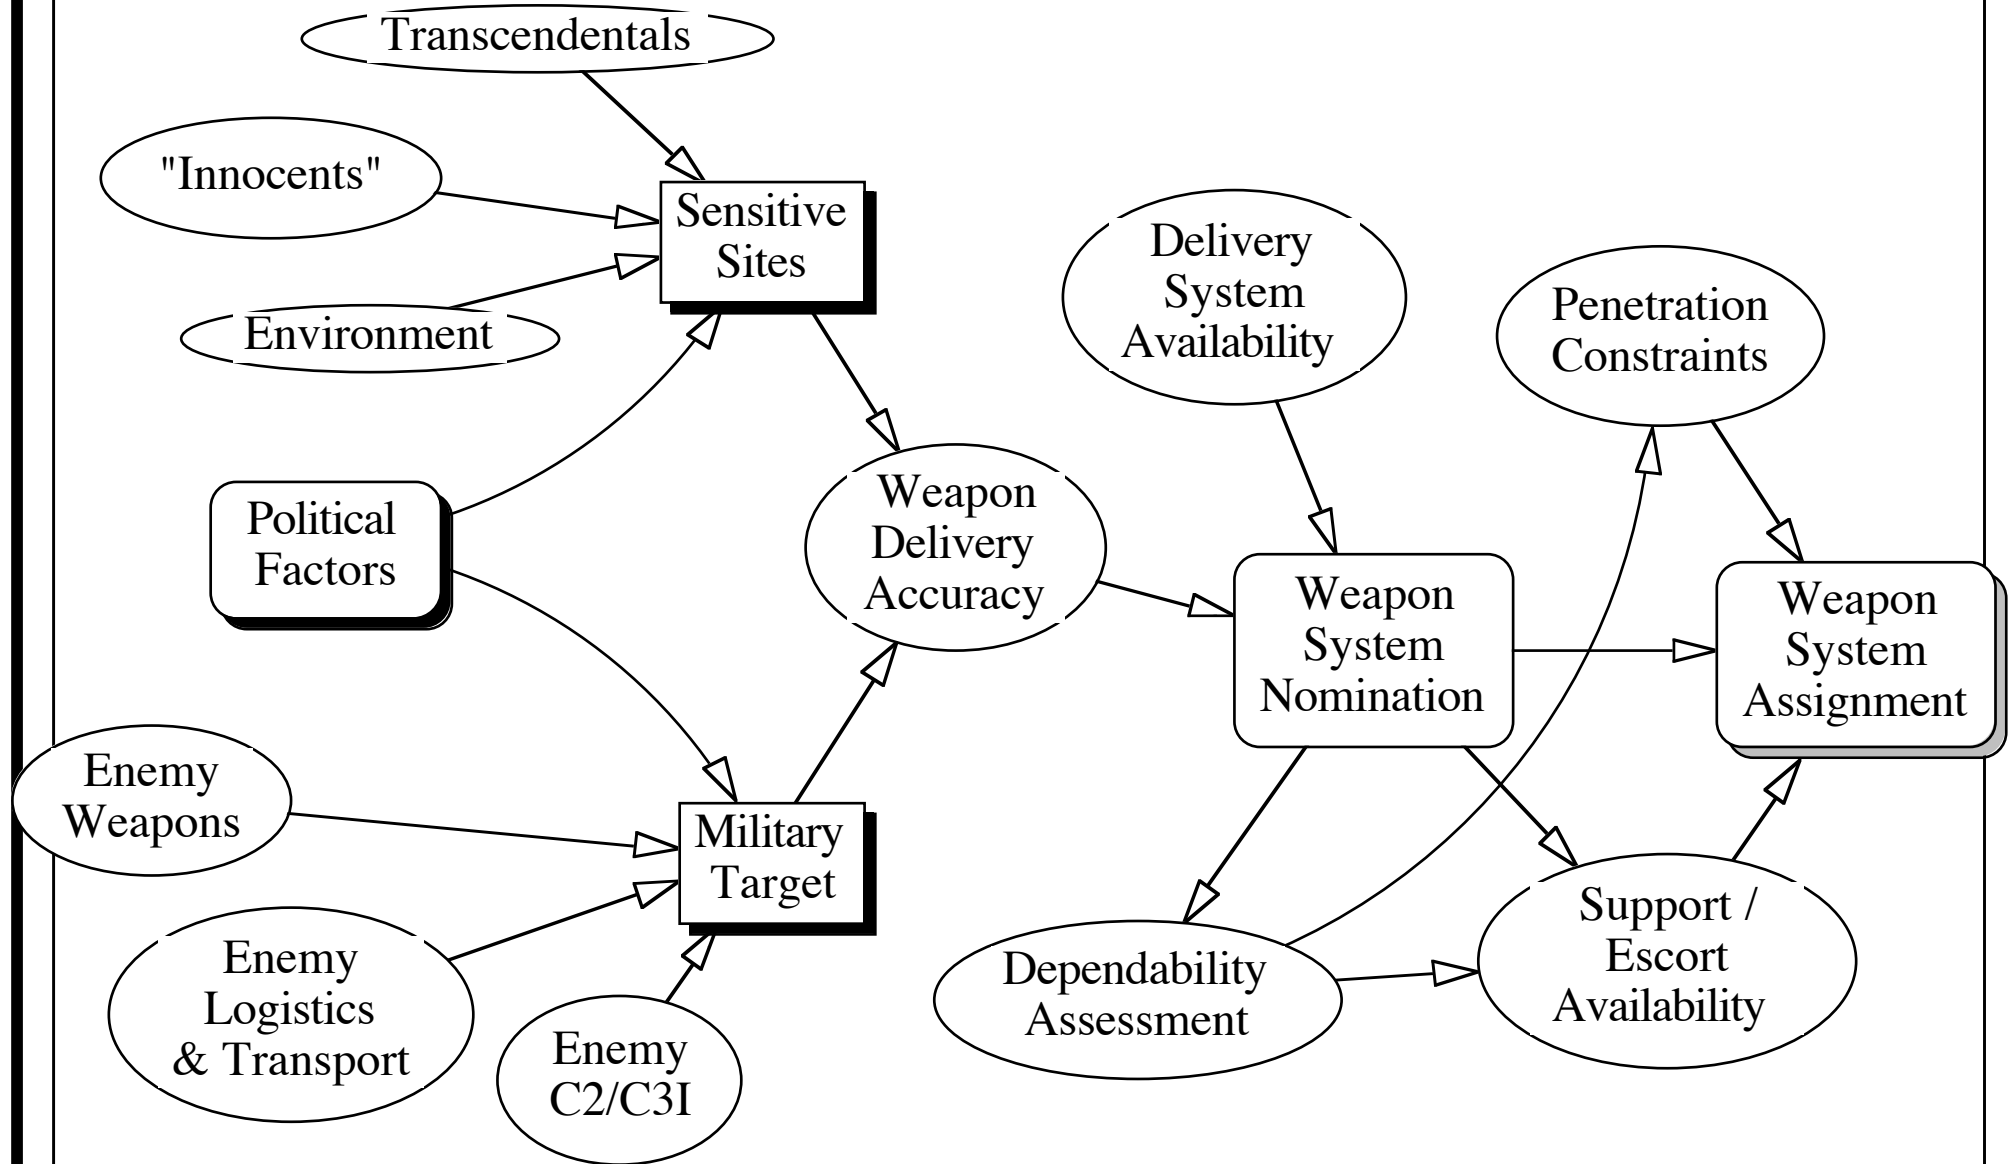 Transcendentals
"Innocents"
Sensitive
Sites
Environment
Delivery
System
Availability
Penetration
Constraints
Political
Factors
Weapon
Delivery
Accuracy
Weapon
System
Nomination
Weapon
System
Assignment
Enemy
Weapons
Military
Target
Enemy
Logistics
& Transport
Enemy
C2/C3I
Dependability
Assessment
Support /
Escort
Availability